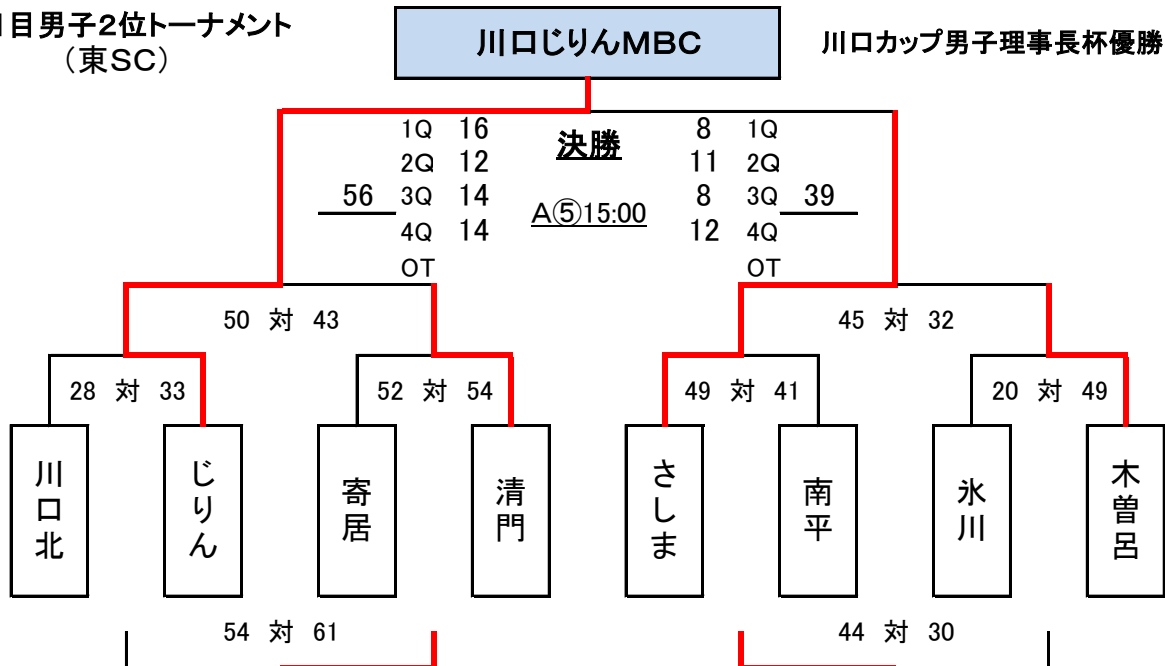 目男子2位トーナメント
(東SC)
川口じりんMBC
川口カップ男子理事長杯優勝
1Q 16 決勝 8 1Q
2Q 12 11 2Q
56 3Q 14 A⑤15:00 8 3Q 39
4Q 14 12 4Q
OT OT
50 対 43 45 対 32
28 対 33 52 対 54 49 対 41 20 対 49
川口北
じりん
寄居
清門
さしま
南平
氷川
木曽呂
54 対 61 44 対 30